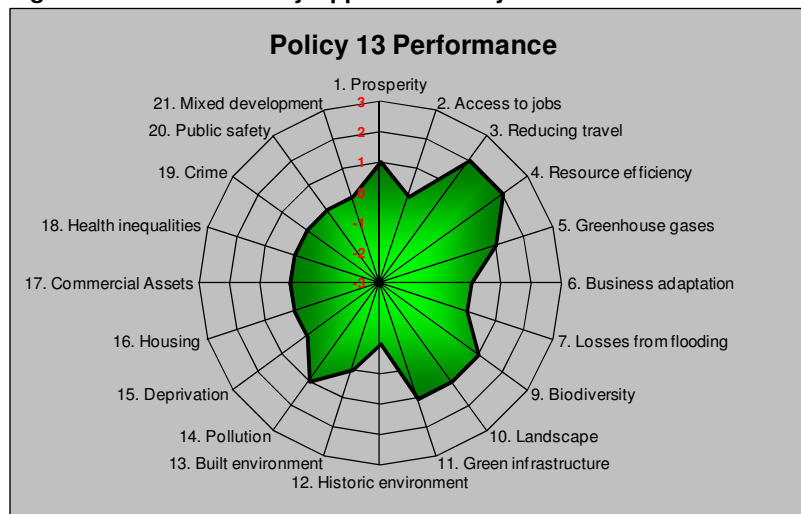 Policy 13 Performance
1. Prosperity
2. Access to jobs
3. Reducing travel
4. Resource efficiency
5. Greenhouse gases
6. Business adaptation
7. Losses from flooding
9. Biodiversity
10. Landscape
11. Green infrastructure
12. Historic environment
13. Built environment
14. Pollution
15. Deprivation
16. Housing
17. Commercial Assets
18. Health inequalities
19. Crime
20. Public safety
21. Mixed development
3
2
1
0
-1
-2
-3